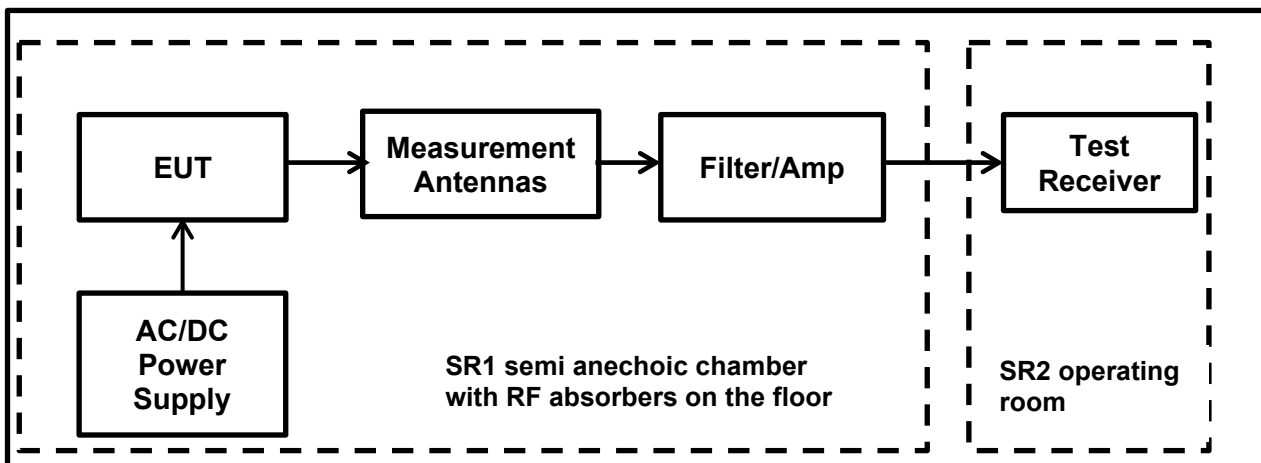 EUT
Measurement
Antennas
Filter/Amp
Test
Receiver
AC/DC
Power
Supply
SR1 semi anechoic chamber
with RF absorbers on the floor
SR2 operating
room